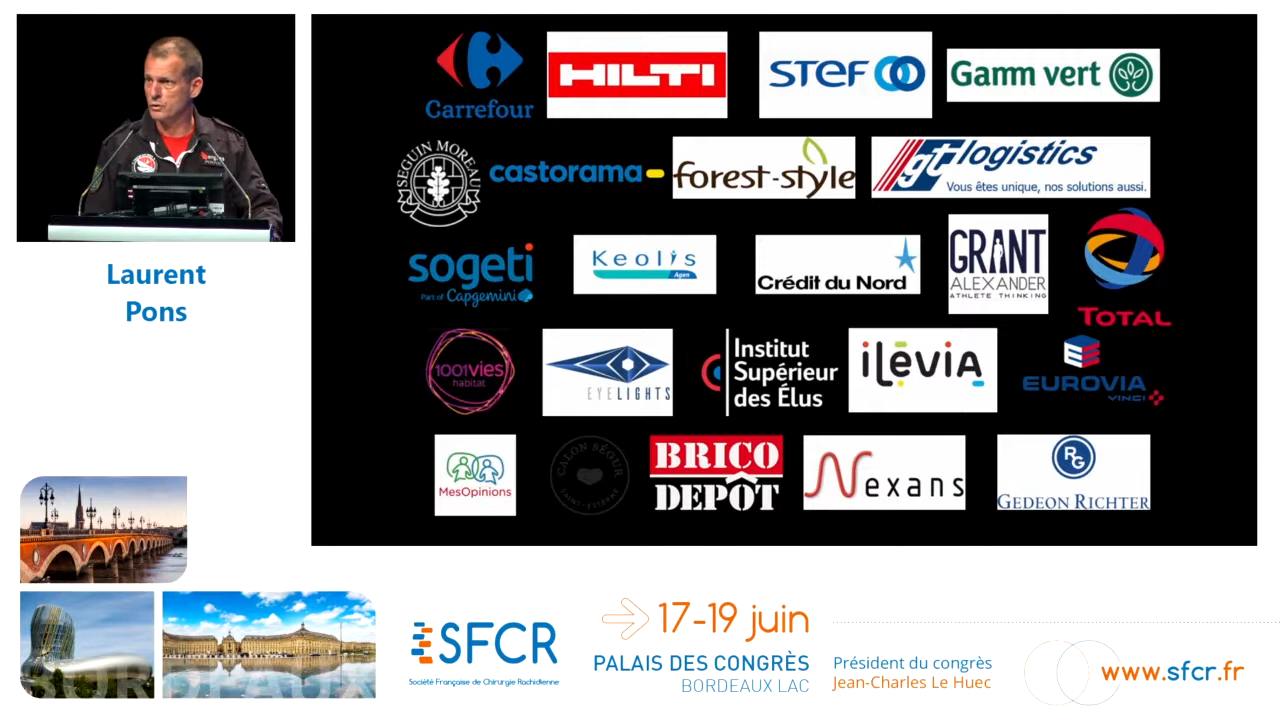 Laurent
Pons
Carrefour
HILTI
STEF
Gamm vert
SEGUIN MOREAU
castorama
forest-style
gt logistics
Vous êtes unique, nos solutions aussi.
sogeti
Part of Capgemini
Keolis
Agen
Crédit du Nord
GRANT
ALEXANDER
ATHLETE THINKING
TOTAL
1001vies
habitat
EYELIGHTS
Institut
Supérieur
des Élus
ilévia
EUROVIA
VINCI
MesOpinions
CALON SÉGUR
SAINT-ESTÈPHE
BRICO
DEPÔT
Nexans
RG
GEDEON RICHTER
BORDEAUX
SFCR
Société Française de Chirurgie Rachidienne
17-19 juin
PALAIS DES CONGRÈS
BORDEAUX LAC
Président du congrès
Jean-Charles Le Huec
www.sfcr.fr